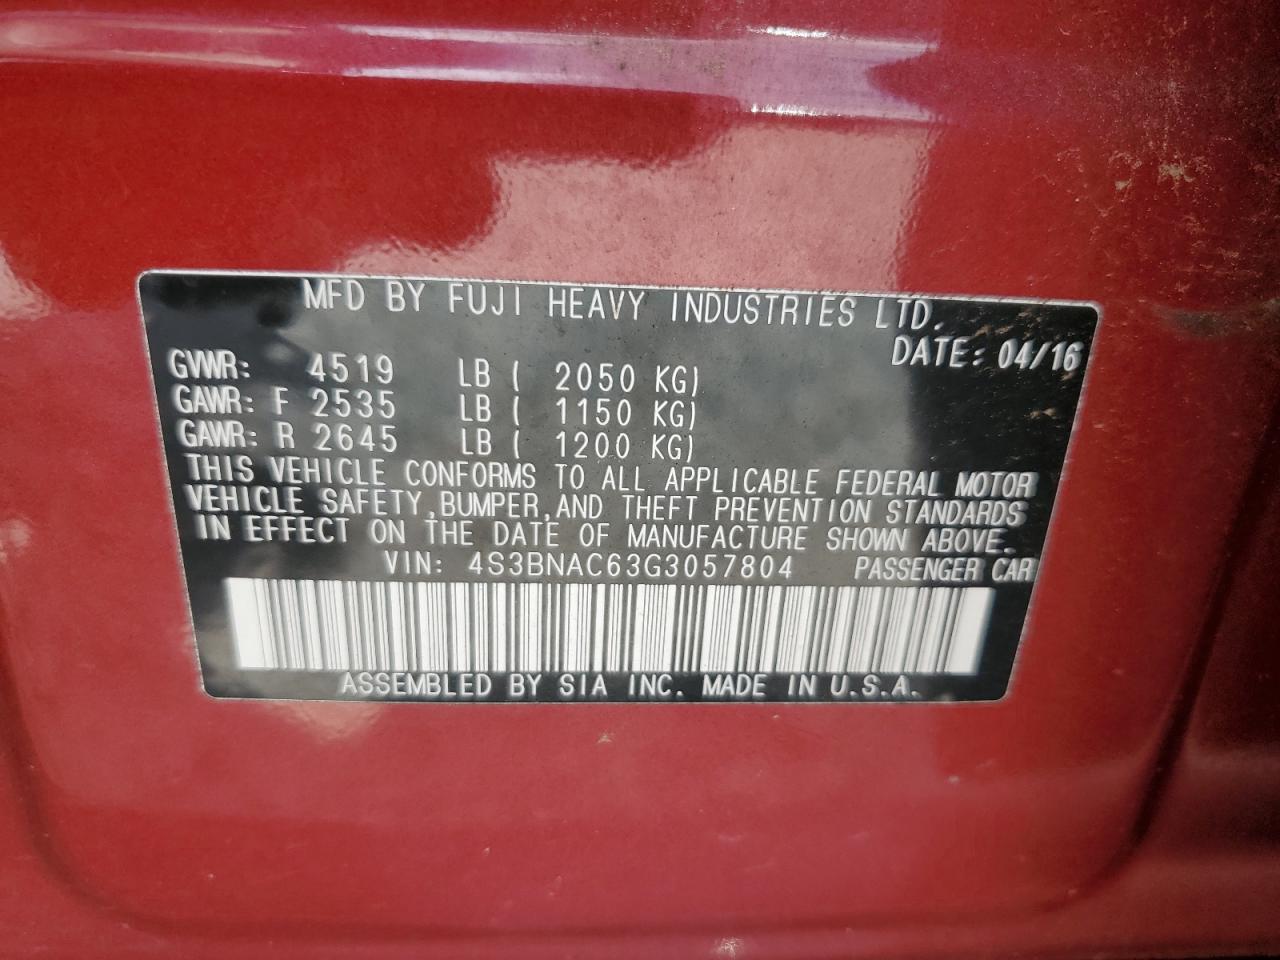 MFD BY FUJI HEAVY INDUSTRIES LTD.
DATE: 04/16
GVWR: 4519 LB ( 2050 KG)
GAWR: F 2535 LB ( 1150 KG)
GAWR: R 2645 LB ( 1200 KG)
THIS VEHICLE CONFORMS TO ALL APPLICABLE FEDERAL MOTOR
VEHICLE SAFETY,BUMPER,AND THEFT PREVENTION STANDARDS
IN EFFECT ON THE DATE OF MANUFACTURE SHOWN ABOVE.
VIN: 4S3BNAC63G3057804 PASSENGER CAR
ASSEMBLED BY SIA INC. MADE IN U.S.A.